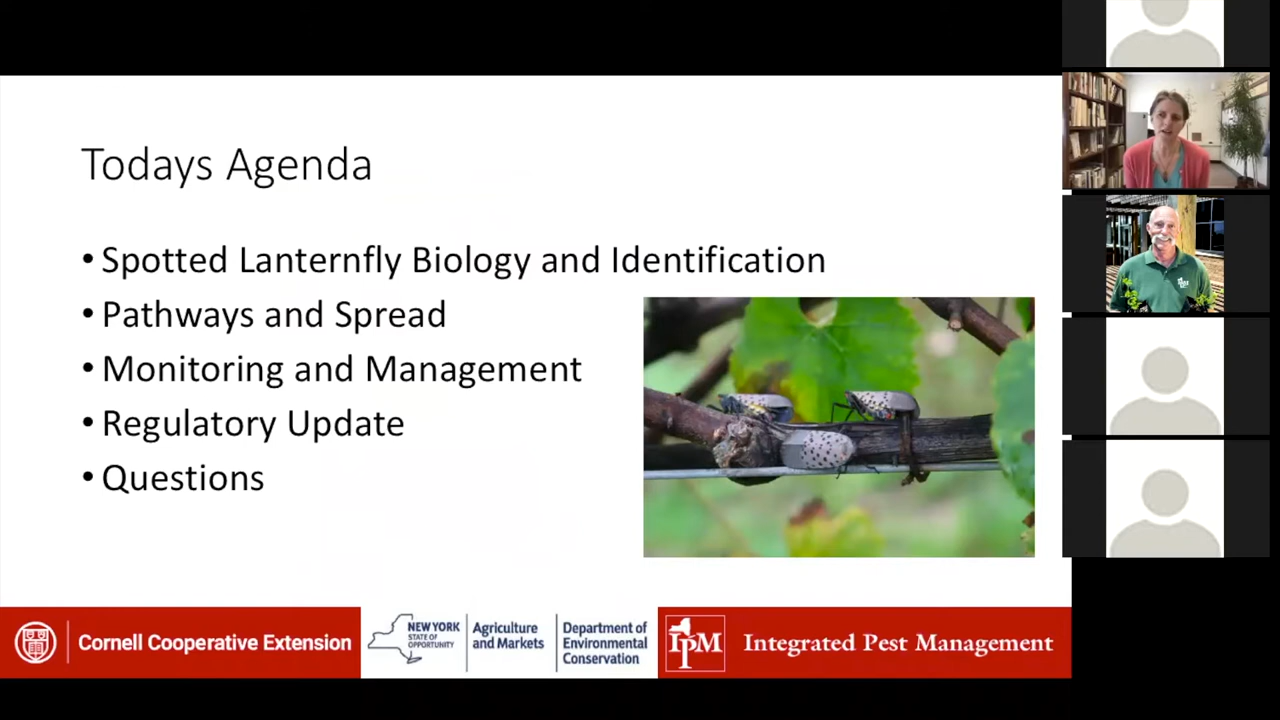 Todays Agenda
• Spotted Lanternfly Biology and Identification
• Pathways and Spread
• Monitoring and Management
• Regulatory Update
• Questions
Cornell Cooperative Extension
NEW YORK
STATE OF
OPPORTUNITY
Agriculture
and Markets
Department of
Environmental
Conservation
IPM
Integrated Pest Management